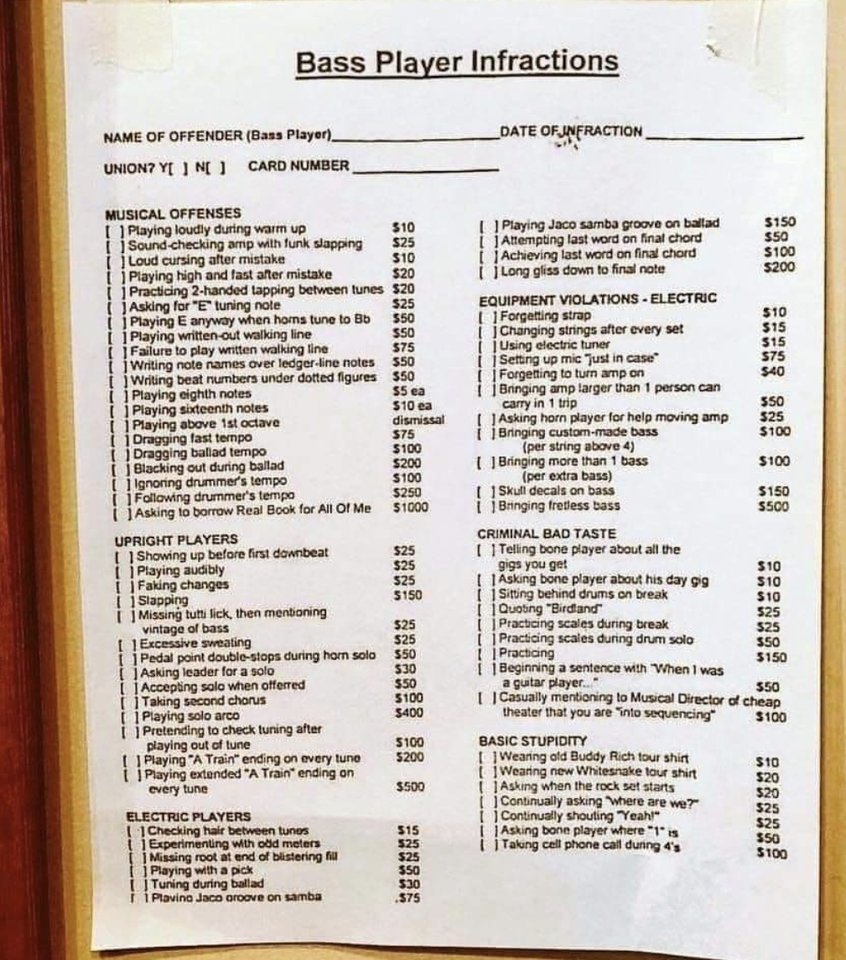 Bass Player Infractions
NAME OF OFFENDER (Bass Player)____________________DATE OF INFRACTION ____________________
UNION? Y[ ] N[ ] CARD NUMBER ____________________
MUSICAL OFFENSES
[ ] Playing loudly during warm up $10
[ ] Sound-checking amp with funk slapping $25
[ ] Loud cursing after mistake $10
[ ] Playing high and fast after mistake $20
[ ] Practicing 2-handed tapping between tunes $20
[ ] Asking for "E" tuning note $25
[ ] Playing E anyway when horns tune to Bb $50
[ ] Playing written-out walking line $50
[ ] Failure to play written walking line $75
[ ] Writing note names over ledger-line notes $50
[ ] Writing beat numbers under dotted figures $50
[ ] Playing eighth notes $5 ea
[ ] Playing sixteenth notes $10 ea
[ ] Playing above 1st octave dismissal
[ ] Dragging fast tempo $75
[ ] Dragging ballad tempo $100
[ ] Blacking out during ballad $200
[ ] Ignoring drummer's tempo $100
[ ] Following drummer's tempo $250
[ ] Asking to borrow Real Book for All Of Me $1000
UPRIGHT PLAYERS
[ ] Showing up before first downbeat $25
[ ] Playing audibly $25
[ ] Faking changes $25
[ ] Slapping $150
[ ] Missing tutti lick, then mentioning
vintage of bass $25
[ ] Excessive sweating $25
[ ] Pedal point double-stops during horn solo $50
[ ] Asking leader for a solo $30
[ ] Accepting solo when offerred $50
[ ] Taking second chorus $100
[ ] Playing solo arco $400
[ ] Pretending to check tuning after
playing out of tune $100
[ ] Playing "A Train" ending on every tune $200
[ ] Playing extended "A Train" ending on
every tune $500
ELECTRIC PLAYERS
[ ] Checking hair between tunes $15
[ ] Experimenting with odd meters $25
[ ] Missing root at end of blistering fill $25
[ ] Playing with a pick $50
[ ] Tuning during ballad $30
[ ] Playing Jaco groove on samba .$75
[ ] Playing Jaco samba groove on ballad $150
[ ] Attempting last word on final chord $50
[ ] Achieving last word on final chord $100
[ ] Long gliss down to final note $200
EQUIPMENT VIOLATIONS - ELECTRIC
[ ] Forgetting strap $10
[ ] Changing strings after every set $15
[ ] Using electric tuner $15
[ ] Setting up mic "just in case" $75
[ ] Forgetting to turn amp on $40
[ ] Bringing amp larger than 1 person can
carry in 1 trip $50
[ ] Asking horn player for help moving amp $25
[ ] Bringing custom-made bass $100
(per string above 4)
[ ] Bringing more than 1 bass $100
(per extra bass)
[ ] Skull decals on bass $150
[ ] Bringing fretless bass $500
CRIMINAL BAD TASTE
[ ] Telling bone player about all the
gigs you get $10
[ ] Asking bone player about his day gig $10
[ ] Sitting behind drums on break $10
[ ] Quoting "Birdland" $25
[ ] Practicing scales during break $25
[ ] Practicing scales during drum solo $50
[ ] Practicing $150
[ ] Beginning a sentence with "When I was
a guitar player..." $50
[ ] Casually mentioning to Musical Director of cheap
theater that you are "into sequencing" $100
BASIC STUPIDITY
[ ] Wearing old Buddy Rich tour shirt $10
[ ] Wearing new Whitesnake tour shirt $20
[ ] Asking when the rock set starts $20
[ ] Continually asking "where are we?" $25
[ ] Continually shouting "Yeah!" $25
[ ] Asking bone player where "1" is $50
[ ] Taking cell phone call during 4's $100